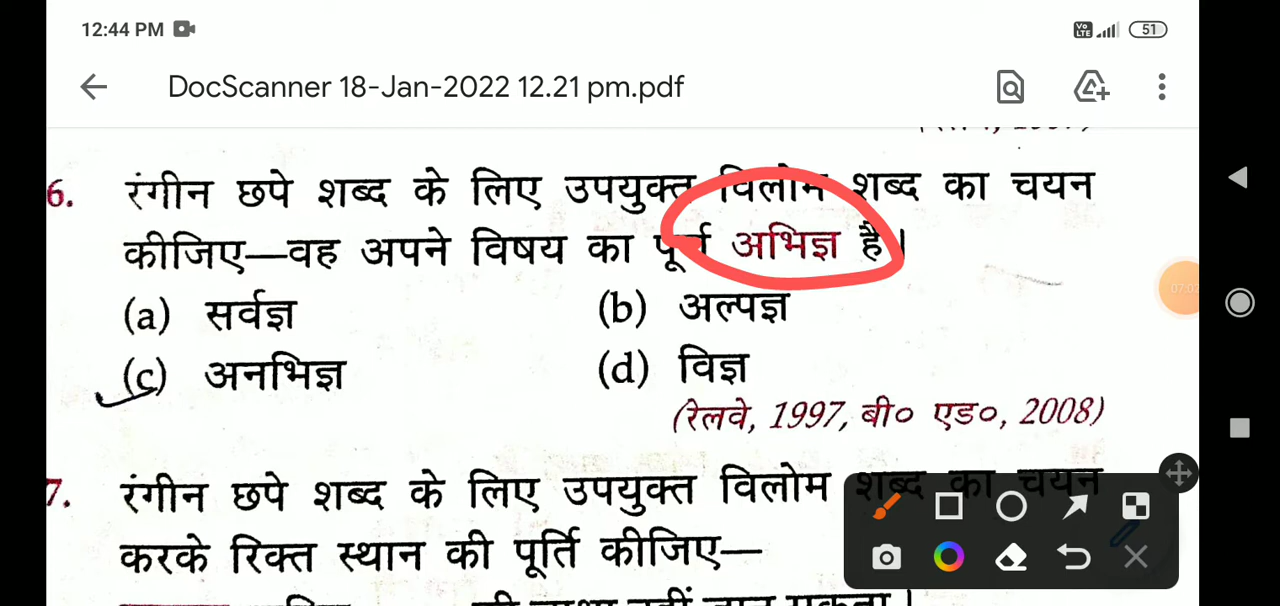 12:44 PM
Vo LTE 51
DocScanner 18-Jan-2022 12.21 pm.pdf
6. रंगीन छपे शब्द के लिए उपयुक्त विलोम शब्द का चयन
कीजिए—वह अपने विषय का पूर्ण अभिज्ञ है।
(a) सर्वज्ञ (b) अल्पज्ञ
(c) अनभिज्ञ (d) विज्ञ
(रेलवे, 1997, बी० एड०, 2008)
7. रंगीन छपे शब्द के लिए उपयुक्त विलोम शब्द का चयन
करके रिक्त स्थान की पूर्ति कीजिए—